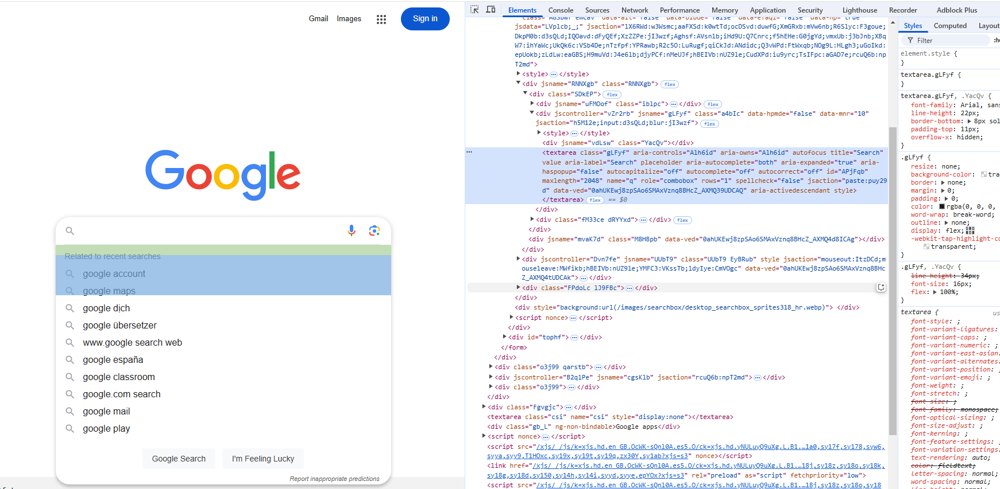 Gmail Images Sign in
Google
Related to recent searches
google account
google maps
google dịch
google übersetzer
www.google search web
google españa
google classroom
google.com search
google mail
google play
Google Search I'm Feeling Lucky
Report inappropriate predictions
Elements Console Sources Network Performance Memory Application Security Lighthouse Recorder Adblock Plus
jsdata="LVplcb;_;" jsaction="lX6RWd:w3Wsmc;aaFXSd:k0wtTd;ocDSvd:duwfG;XmGRxb:mVw6nb;R6Slyc:F3goue;
DkpM0b:d3sQLd;IQOavd:dFyQEf;XzZZPe:jI3wzf;Aghsf:AVsnlb;iHd9U:Q7Cnrc;f5hEHe:G0jgYd;vmxUb:j3bJnb;XBq
W7:ihYaWc;UkQk6c:VSb4De;nTzfpf:YPRawb;R2c5O:LuRugf;qiCkJd:ANdidc;Q3vWPd:FtWxqb;NOg9L:HLgh3;uGoIkd:
epUokb;zLdLw:eaGBS;H9muVd:J4e6lb;djyPCf:nMeUJf;hBEIVb:nUZ9le;CudXPd:iu9yrc;TsIFpc:aGAD7e;rcuQ6b:np
T2md">
<style>…</style>
<div jsname="RNNXgb" class="RNNXgb"> flex
<div class="SDkEP"> flex
<div jsname="uFMOof" class="iblpc">…</div> flex
<div jscontroller="vZr2rb" jsname="gLFyf" class="a4bIc" data-hpmde="false" data-mnr="10"
jsaction="h5M12e;input:d3sQLd;blur:jI3wzf"> flex
<style>…</style>
<div jsname="vdLsw" class="YacQv"></div>
<textarea class="gLFyf" aria-controls="Alh6id" aria-owns="Alh6id" autofocus title="Search"
value aria-label="Search" placeholder aria-autocomplete="both" aria-expanded="true" aria-
haspopup="false" autocapitalize="off" autocomplete="off" autocorrect="off" id="APjFqb"
maxlength="2048" name="q" role="combobox" rows="1" spellcheck="false" jsaction="paste:puy29
d" data-ved="0ahUKEwj8zpSAo6SMAxVznq8BHcZ_AXMQ39UDCAQ" aria-activedescendant style>
</textarea> flex == $0
</div>
<div class="fM33ce dRYYxd">…</div> flex
</div>
<div jsname="mvaK7d" class="M8H8pb" data-ved="0ahUKEwj8zpSAo6SMAxVznq8BHcZ_AXMQ4d8ICAg"></div>
</div>
<div jscontroller="Dvn7fe" jsname="UUbT9" class="UUbT9 EyBRub" style jsaction="mouseout:ItzDCd;m
ouseleave:MWfikb;hBEIVb:nUZ9le;YMFC3:VKssTb;ldyIye:CmVOgc" data-ved="0ahUKEwj8zpSAo6SMAxVznq8BHc
Z_AXMQ4tUDCAk">…</div>
<div class="FPdoLc lJ9FBc">…</div>
</div>
<div style="background:url(/images/searchbox/desktop_searchbox_sprites318_hr.webp)"> </div>
<script nonce>…</script>
</div>
<div id="tophf">…</div>
</form>
</div>
<div class="o3j99 qarstb">…</div>
<div jscontroller="B2qlPe" jsname="cgsKlb" jsaction="rcuQ6b:npT2md">…</div>
<div class="o3j99">…</div>
</div>
<div class="Fgvgjc">…</div>
<textarea class="csi" name="csi" style="display:none"></textarea>
<div class="gb_L" ng-non-bindable>Google apps</div>
<script nonce>…</script>
<script src="/xjs/_/js/k=xjs.hd.en_GB.OcWK-sQnl0A.es5.O/ck=xjs.hd.yNULuyQ9uXg.L.B1.…1a0,sy17f,sy178,syw6,
syya,syy9,T1HOxc,sy19x,sy19t,sy19q,zx30Y,sy1ab?xjs=s3" nonce></script>
<link href="/xjs/_/js/k=xjs.hd.en_GB.OcWK-sQnl0A.es5.O/ck=xjs.hd.yNULuyQ9uXg.L.B1.…18j,sy18z,sy18o,sy18k,
sy18g,sy18d,sy150,sy14h,sy14i,syyd,syye,epYOx?xjs=s3" rel="preload" as="script" fetchpriority="low">
<script src="/xjs/_/js/k=xjs.hd.en_GB.OcWK-sQnl0A.es5.O/ck=xjs.hd.yNULuyQ9uXg.L.B1.…18j,sy18z,sy18o,sy18
Styles Computed Layou
Filter
element.style {
}
textarea.gLFyf {
}
textarea.gLFyf, .YacQv {
font-family: Arial, sans
line-height: 22px;
border-bottom: 8px sol
padding-top: 11px;
overflow-x: hidden;
}
.gLFyf {
resize: none;
background-color: tra
border: none;
margin: 0;
padding: 0;
color: rgba(0, 0, 0,
word-wrap: break-word;
outline: none;
display: flex;
-webkit-tap-highlight-co
transparent;
}
.gLFyf, .YacQv {
line-height: 34px;
font-size: 16px;
flex: 100%;
}
textarea { us
font-style: ;
font-variant-ligatures:
font-variant-caps: ;
font-variant-numeric: ;
font-variant-east-asian:
font-variant-alternates:
font-variant-position: ;
font-variant-emoji: ;
font-weight: ;
font-stretch: ;
font-size: ;
font-family: monospace;
font-optical-sizing: ;
font-size-adjust: ;
font-kerning: ;
font-feature-settings: ;
font-variation-settings:
text-rendering: auto;
color: fieldtext;
letter-spacing: normal;
word-spacing: normal;